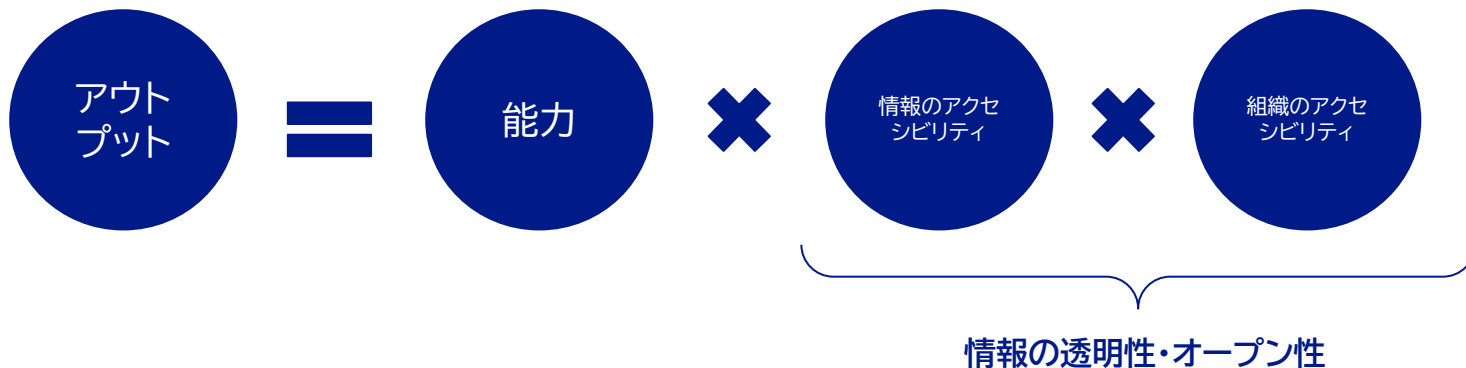 アウト
プット
能力
情報のアクセ
シビリティ
組織のアクセ
シビリティ
情報の透明性・オープン性